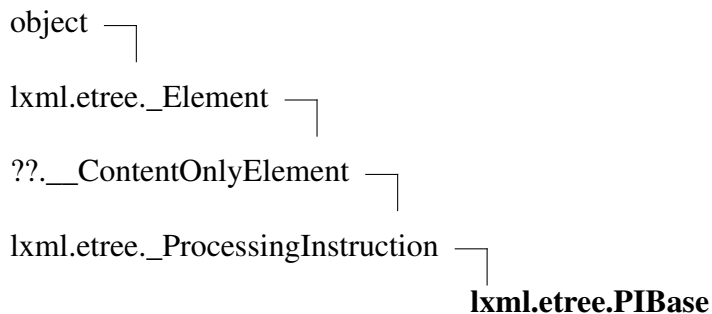 object
lxml.etree._Element
??.__ContentOnlyElement
lxml.etree._ProcessingInstruction
lxml.etree.PIBase